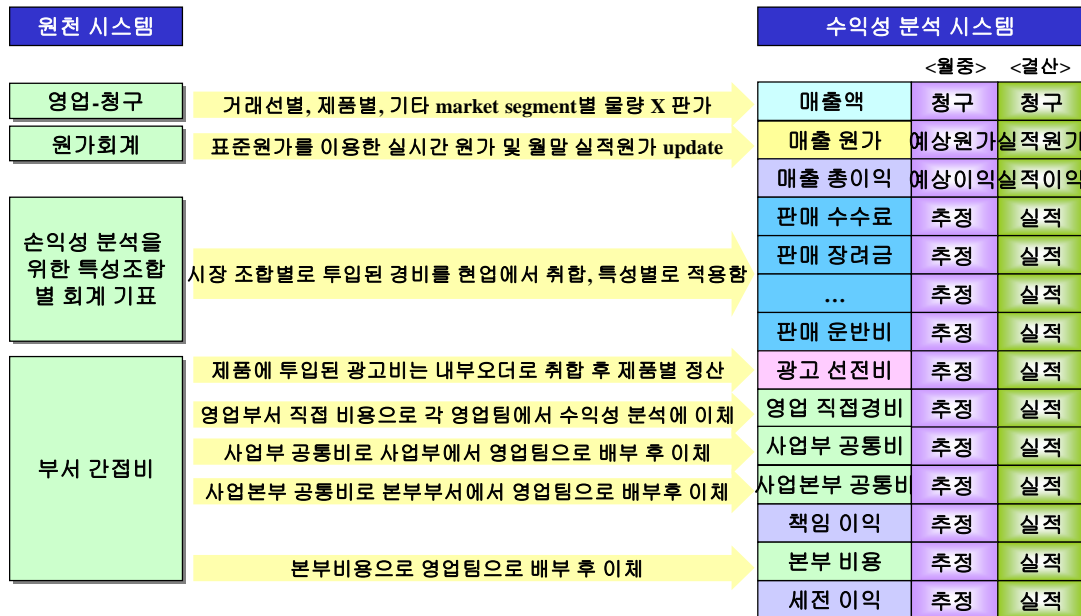 원천 시스템
수익성 분석 시스템
<월중>
<결산>
영업-청구
거래선별, 제품별, 기타 market segment별 물량 X 판가
매출액
청구
청구
원가회계
표준원가를 이용한 실시간 원가 및 월말 실적원가 update
매출 원가
예상원가
실적원가
매출 총이익
예상이익
실적이익
손익성 분석을
위한 특성조합
별 회계 기표
시장 조합별로 투입된 경비를 현업에서 취합, 특성별로 적용함
판매 수수료
추정
실적
판매 장려금
추정
실적
...
추정
실적
판매 운반비
추정
실적
부서 간접비
제품에 투입된 광고비는 내부오더로 취합 후 제품별 정산
광고 선전비
추정
실적
영업부서 직접 비용으로 각 영업팀에서 수익성 분석에 이체
영업 직접경비
추정
실적
사업부 공통비로 사업부에서 영업팀으로 배부 후 이체
사업부 공통비
추정
실적
사업본부 공통비로 본부부서에서 영업팀으로 배부후 이체
사업본부 공통비
추정
실적
책임 이익
추정
실적
본부비용으로 영업팀으로 배부 후 이체
본부 비용
추정
실적
세전 이익
추정
실적